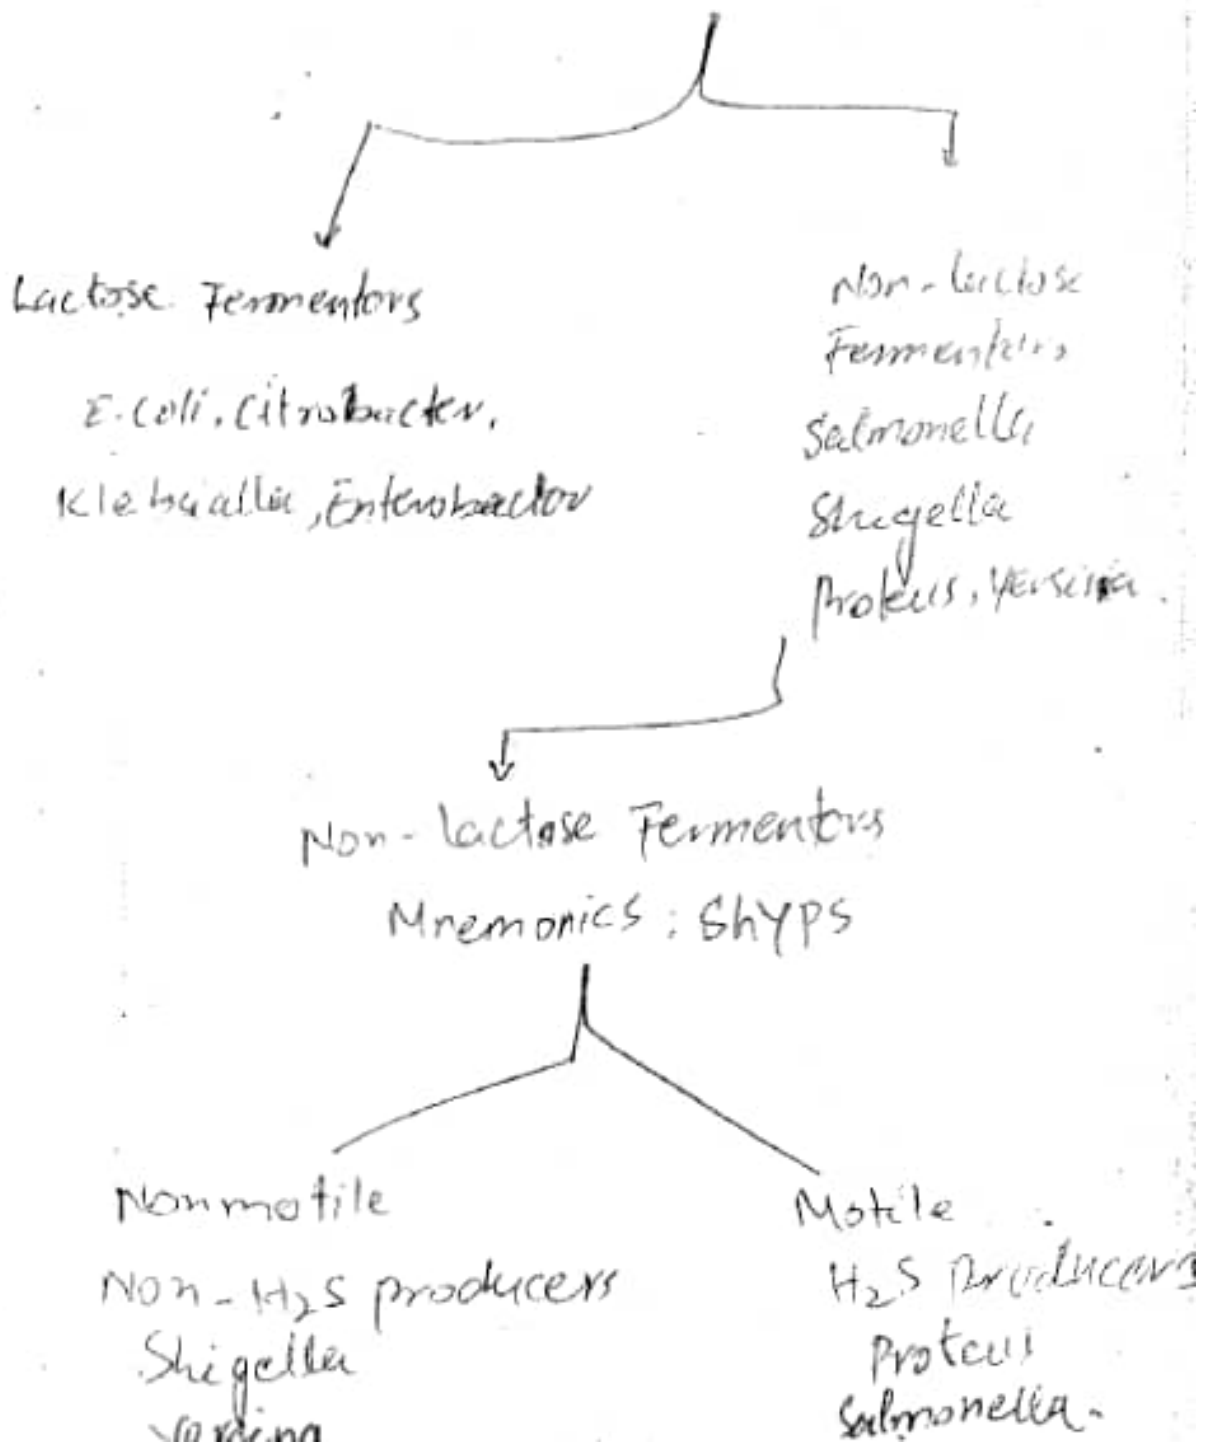 Lactose Fermentors
E.Coli, Citrobacter,
Klebsiella, Enterobactor
Non-lactose
Fermentors
Salmonella
Shigella
Proteus, Yersinia.
Non-lactose Fermentors
Mnemonics : ShYPS
Nonmotile
Non-H₂S producers
Shigella
Yersina
Motile
H₂S Producers
Proteus
Salmonella.